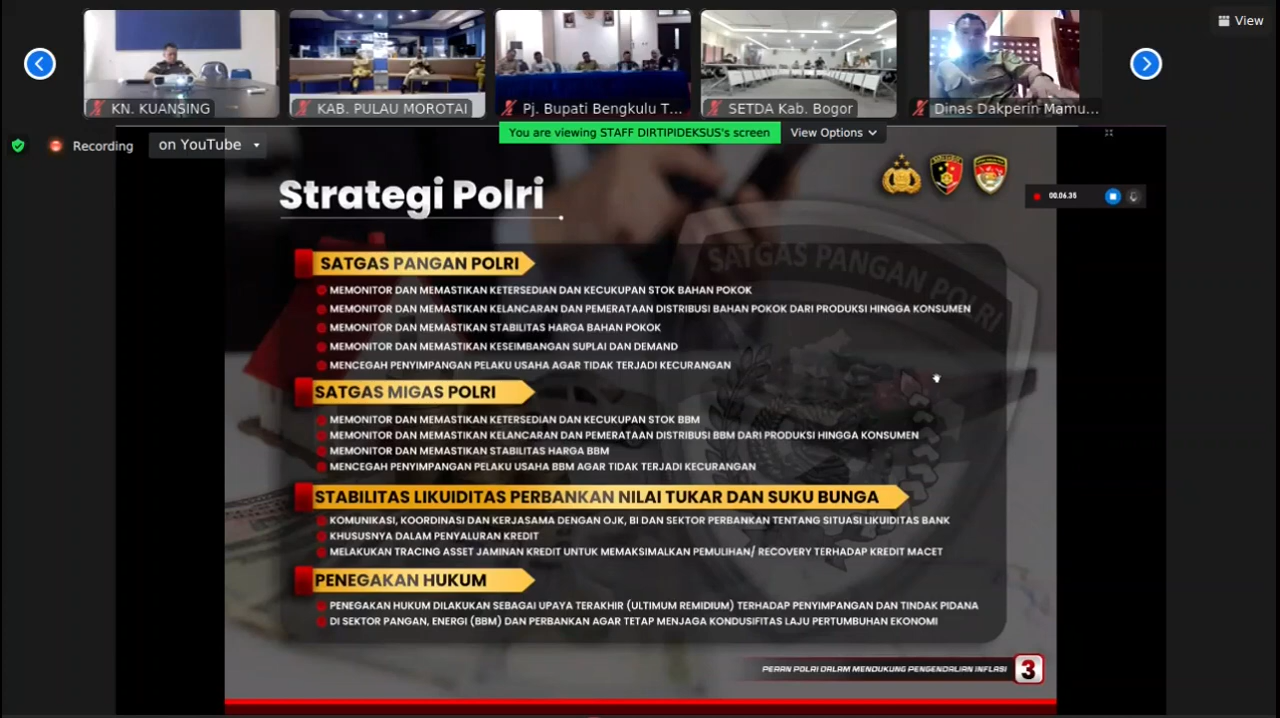 View
KN. KUANSING
KAB. PULAU MOROTAI
Pj. Bupati Bengkulu T...
SETDA Kab. Bogor
Dinas Dakperin Mamu...
You are viewing STAFF DIRTIPIDEKSUS's screen
View Options
Recording
on YouTube
Strategi Polri
00.06.35
SATGAS PANGAN POLRI
SATGAS PANGAN POLRI
MEMONITOR DAN MEMASTIKAN KETERSEDIAN DAN KECUKUPAN STOK BAHAN POKOK
MEMONITOR DAN MEMASTIKAN KELANCARAN DAN PEMERATAAN DISTRIBUSI BAHAN POKOK DARI PRODUKSI HINGGA KONSUMEN
MEMONITOR DAN MEMASTIKAN STABILITAS HARGA BAHAN POKOK
MEMONITOR DAN MEMASTIKAN KESEIMBANGAN SUPLAI DAN DEMAND
MENCEGAH PENYIMPANGAN PELAKU USAHA AGAR TIDAK TERJADI KECURANGAN
SATGAS MIGAS POLRI
MEMONITOR DAN MEMASTIKAN KETERSEDIAN DAN KECUKUPAN STOK BBM
MEMONITOR DAN MEMASTIKAN KELANCARAN DAN PEMERATAAN DISTRIBUSI BBM DARI PRODUKSI HINGGA KONSUMEN
MEMONITOR DAN MEMASTIKAN STABILITAS HARGA BBM
MENCEGAH PENYIMPANGAN PELAKU USAHA BBM AGAR TIDAK TERJADI KECURANGAN
STABILITAS LIKUIDITAS PERBANKAN NILAI TUKAR DAN SUKU BUNGA
KOMUNIKASI, KOORDINASI DAN KERJASAMA DENGAN OJK, BI DAN SEKTOR PERBANKAN TENTANG SITUASI LIKUIDITAS BANK
KHUSUSNYA DALAM PENYALURAN KREDIT
MELAKUKAN TRACING ASSET JAMINAN KREDIT UNTUK MEMAKSIMALKAN PEMULIHAN/ RECOVERY TERHADAP KREDIT MACET
PENEGAKAN HUKUM
PENEGAKAN HUKUM DILAKUKAN SEBAGAI UPAYA TERAKHIR (ULTIMUM REMIDIUM) TERHADAP PENYIMPANGAN DAN TINDAK PIDANA
DI SEKTOR PANGAN, ENERGI (BBM) DAN PERBANKAN AGAR TETAP MENJAGA KONDUSIFITAS LAJU PERTUMBUHAN EKONOMI
PERAN POLRI DALAM MENDUKUNG PENGENDALIAN INFLASI
3